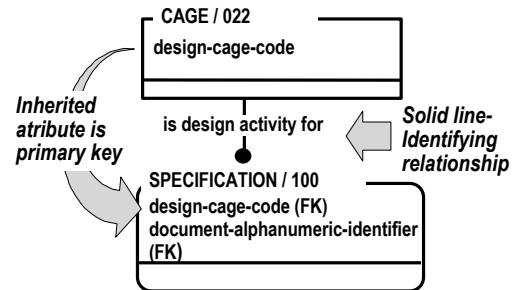 CAGE / 022
design-cage-code
Inherited
atribute is
primary key
is design activity for
Solid line-
Identifying
relationship
SPECIFICATION / 100
design-cage-code (FK)
document-alphanumeric-identifier
(FK)